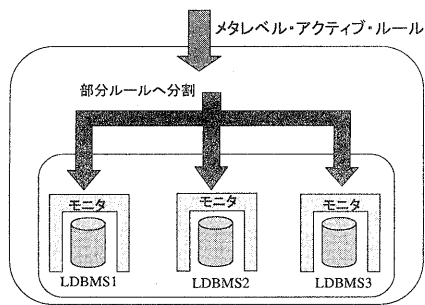 メタレベル・アクティブ・ルール
部分ルールへ分割
モニタ
モニタ
モニタ
LDBMS1
LDBMS2
LDBMS3